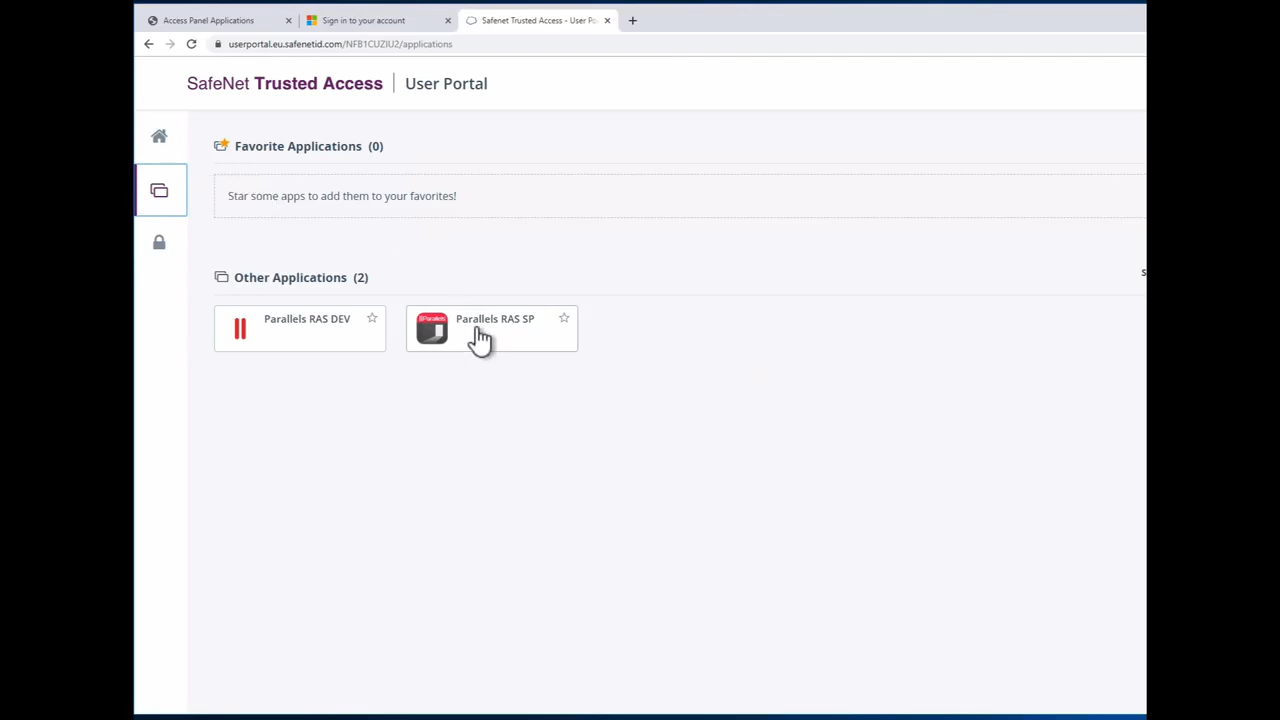 Access Panel Applications
Sign in to your account
Safenet Trusted Access - User Po
userportal.eu.safenetid.com/NFB1CUZIU2/applications
SafeNet Trusted Access | User Portal
Favorite Applications (0)
Star some apps to add them to your favorites!
Other Applications (2)
S
Parallels RAS DEV
Parallels RAS SP
Parallels